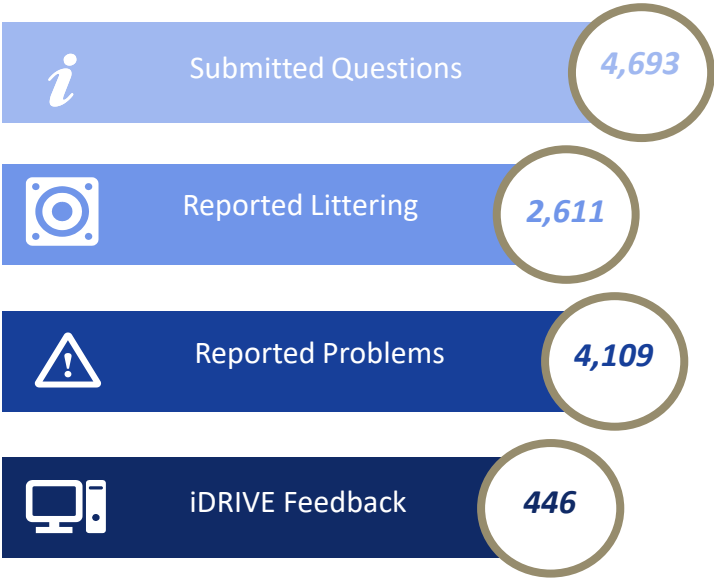 Submitted Questions 4,693
Reported Littering 2,611
Reported Problems 4,109
iDRIVE Feedback 446